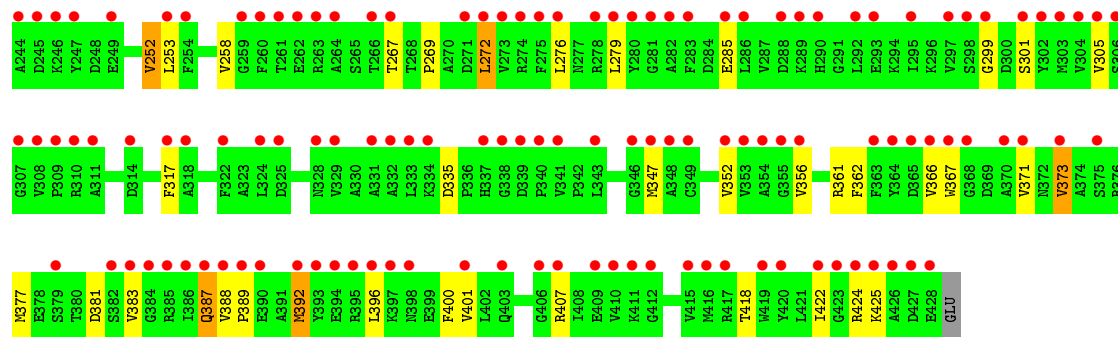 A244 D245 K246 Y247 D248 E249 V252 L253 F254 V258 G259 F260 T261 E262 R263 A264 S265 T266 T267 T268 P269 A270 D271 L272 V273 R274 F275 L276 N277 R278 L279 Y280 G281 A282 F283 D284 E285 L286 V287 D288 K289 H290 G291 L292 E293 K294 I295 K296 V297 S298 G299 D300 S301 Y302 M303 V304 V305 S306
G307 V308 P309 R310 A311 D314 F317 A318 F322 A323 L324 D325 N328 V329 A330 A331 A332 L333 K334 D335 P336 H337 G338 D339 P340 V341 P342 L343 G346 M347 A348 C349 V352 V353 A354 G355 V356 R361 F362 F363 Y364 D365 V366 W367 G368 D369 A370 V371 N372 V373 A374 S375 R376
M377 E378 S379 T380 D381 S382 V383 G384 R385 I386 Q387 V388 P389 E390 A391 M392 Y393 E394 R395 L396 K397 N398 E399 F400 V401 L402 Q403 G406 R407 I408 E409 V410 K411 G412 V415 M416 R417 T418 W419 Y420 L421 I422 G423 R424 K425 A426 D427 E428 GLU